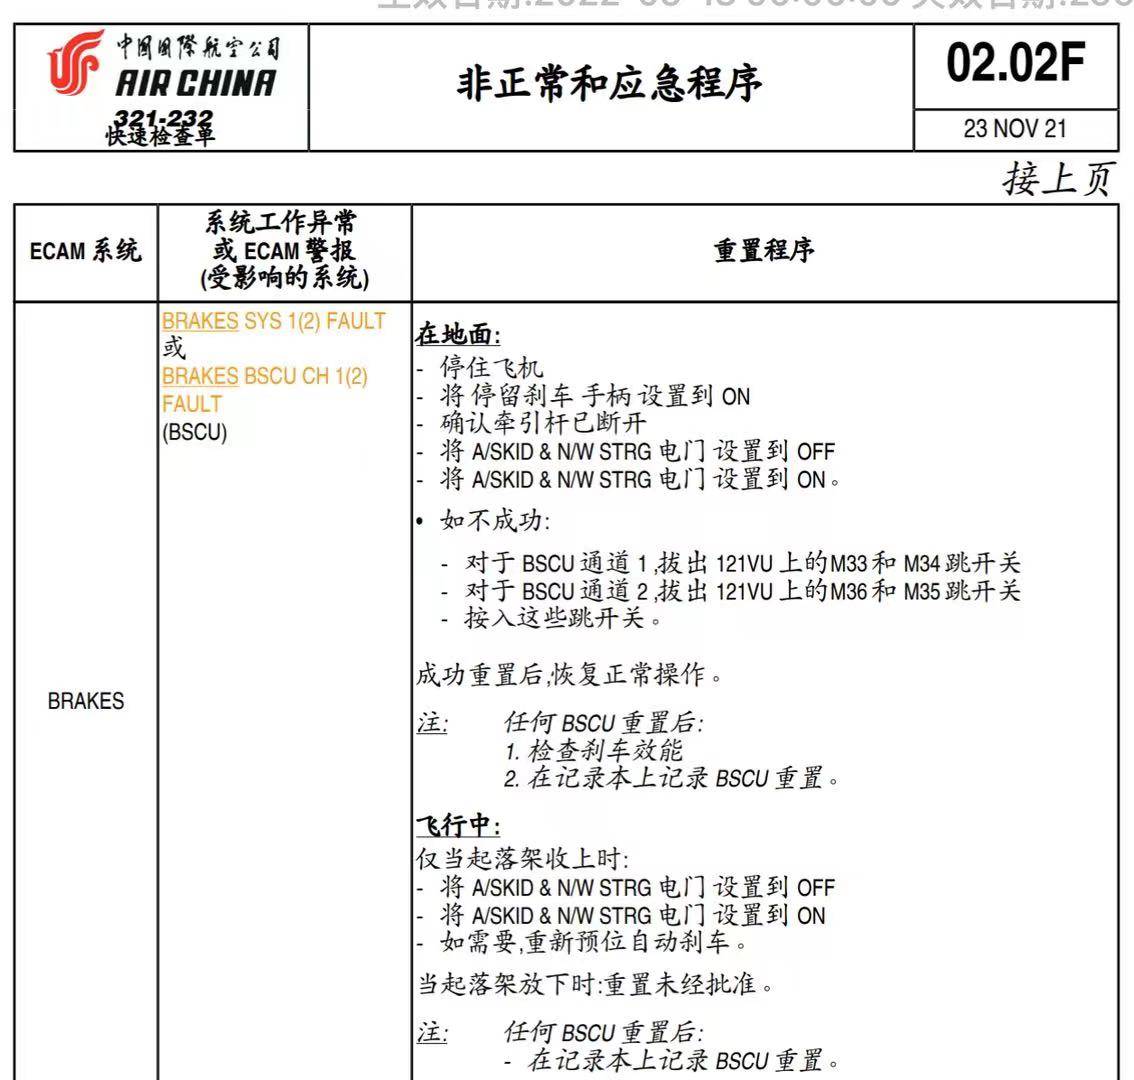 中国国际航空公司
AIR CHINA
321-232
快速检查单
非正常和应急程序
02.02F
23 NOV 21
接上页
ECAM 系统
系统工作异常
或 ECAM 警报
(受影响的系统)
重置程序
BRAKES
BRAKES SYS 1(2) FAULT
或
BRAKES BSCU CH 1(2)
FAULT
(BSCU)
在地面:
- 停住飞机
- 将 停留刹车 手柄 设置到 ON
- 确认牵引杆已断开
- 将 A/SKID & N/W STRG 电门 设置到 OFF
- 将 A/SKID & N/W STRG 电门 设置到 ON。
• 如不成功:
- 对于 BSCU 通道 1 ,拔出 121VU 上的M33 和 M34 跳开关
- 对于 BSCU 通道 2 ,拔出 121VU 上的M36 和 M35 跳开关
- 按入这些跳开关。
成功重置后,恢复正常操作。
注: 任何 BSCU 重置后:
1. 检查刹车效能
2. 在记录本上记录 BSCU 重置。
飞行中:
仅当起落架收上时:
- 将 A/SKID & N/W STRG 电门 设置到 OFF
- 将 A/SKID & N/W STRG 电门 设置到 ON
- 如需要,重新预位自动刹车。
当起落架放下时:重置未经批准。
注: 任何 BSCU 重置后:
- 在记录本上记录 BSCU 重置。